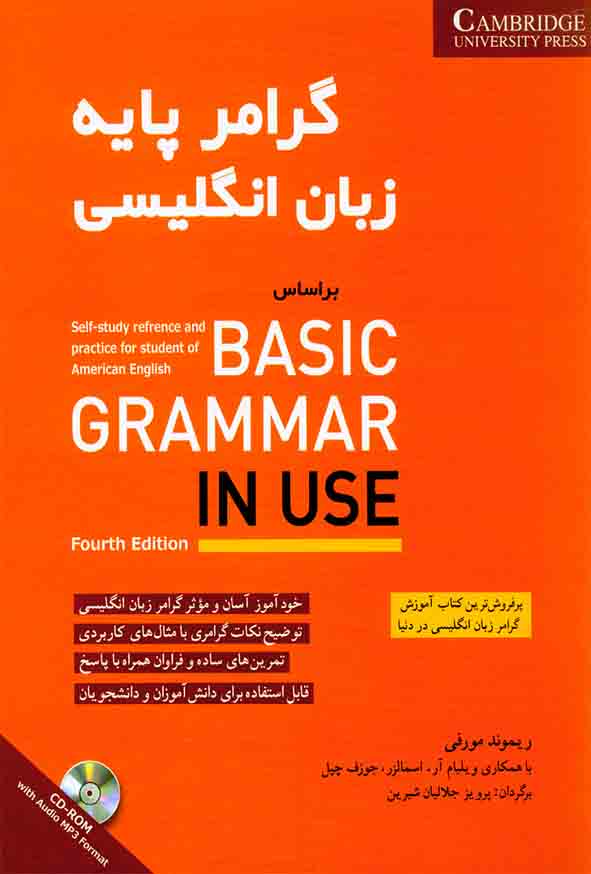 CAMBRIDGE
UNIVERSITY PRESS
گرامر پایه
زبان انگلیسی
براساس
Self-study refrence and
practice for student of
American English
BASIC
GRAMMAR
IN USE
Fourth Edition
خودآموز آسان و مؤثر گرامر زبان انگلیسی
توضیح نکات گرامری با مثال‌های کاربردی
تمرین‌های ساده و فراوان همراه با پاسخ
قابل استفاده برای دانش‌آموزان و دانشجویان
پرفروش‌ترین کتاب آموزش
گرامر زبان انگلیسی در دنیا
ریموند مورفی
با همکاری ویلیام آر. اسمالزر، جوزف چپل
برگردان: پرویز جلالیان شیرین
CD-ROM
with Audio MP3 Format